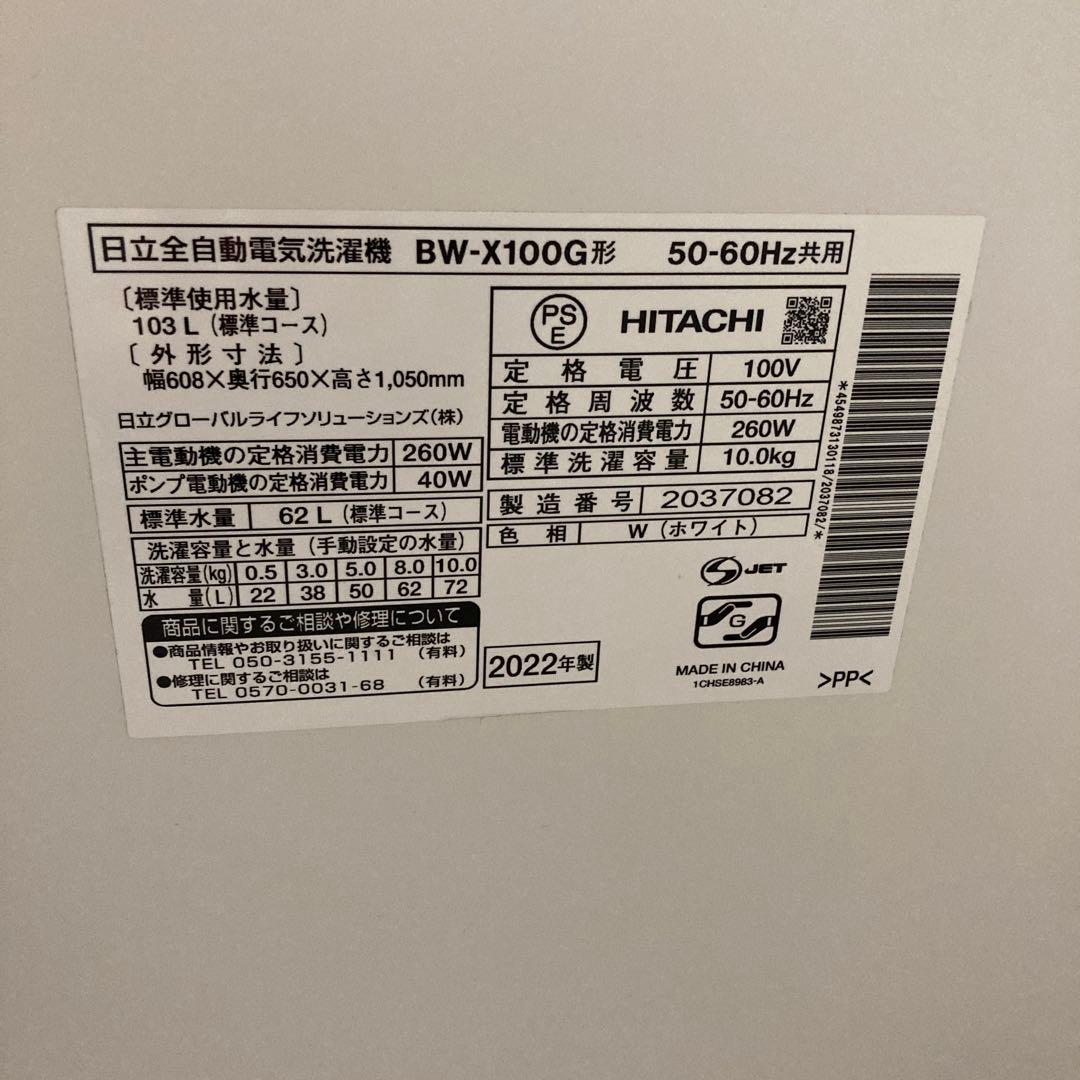 日立全自動電気洗濯機 BW-X100G形 50-60Hz共用
〔標準使用水量〕
103 L (標準コース)
〔外形寸法〕
幅608×奥行650×高さ1,050mm
日立グローバルライフソリューションズ(株)
主電動機の定格消費電力 260W
ポンプ電動機の定格消費電力 40W
標準水量 62 L (標準コース)
洗濯容量と水量 (手動設定の水量)
洗濯容量(kg) 0.5 3.0 5.0 8.0 10.0
水 量(L) 22 38 50 62 72
商品に関するご相談や修理について
●商品情報やお取り扱いに関するご相談は
TEL 050-3155-1111 (有料)
●修理に関するご相談は
TEL 0570-0031-68 (有料)
PS
E
HITACHI
定格電圧 100V
定格周波数 50-60Hz
電動機の定格消費電力 260W
標準洗濯容量 10.0kg
製造番号 2037082
色相 W (ホワイト)
S JET
G
2022年製
MADE IN CHINA
1CHSE8983-A
>PP<
*4549873130118/2037082/*